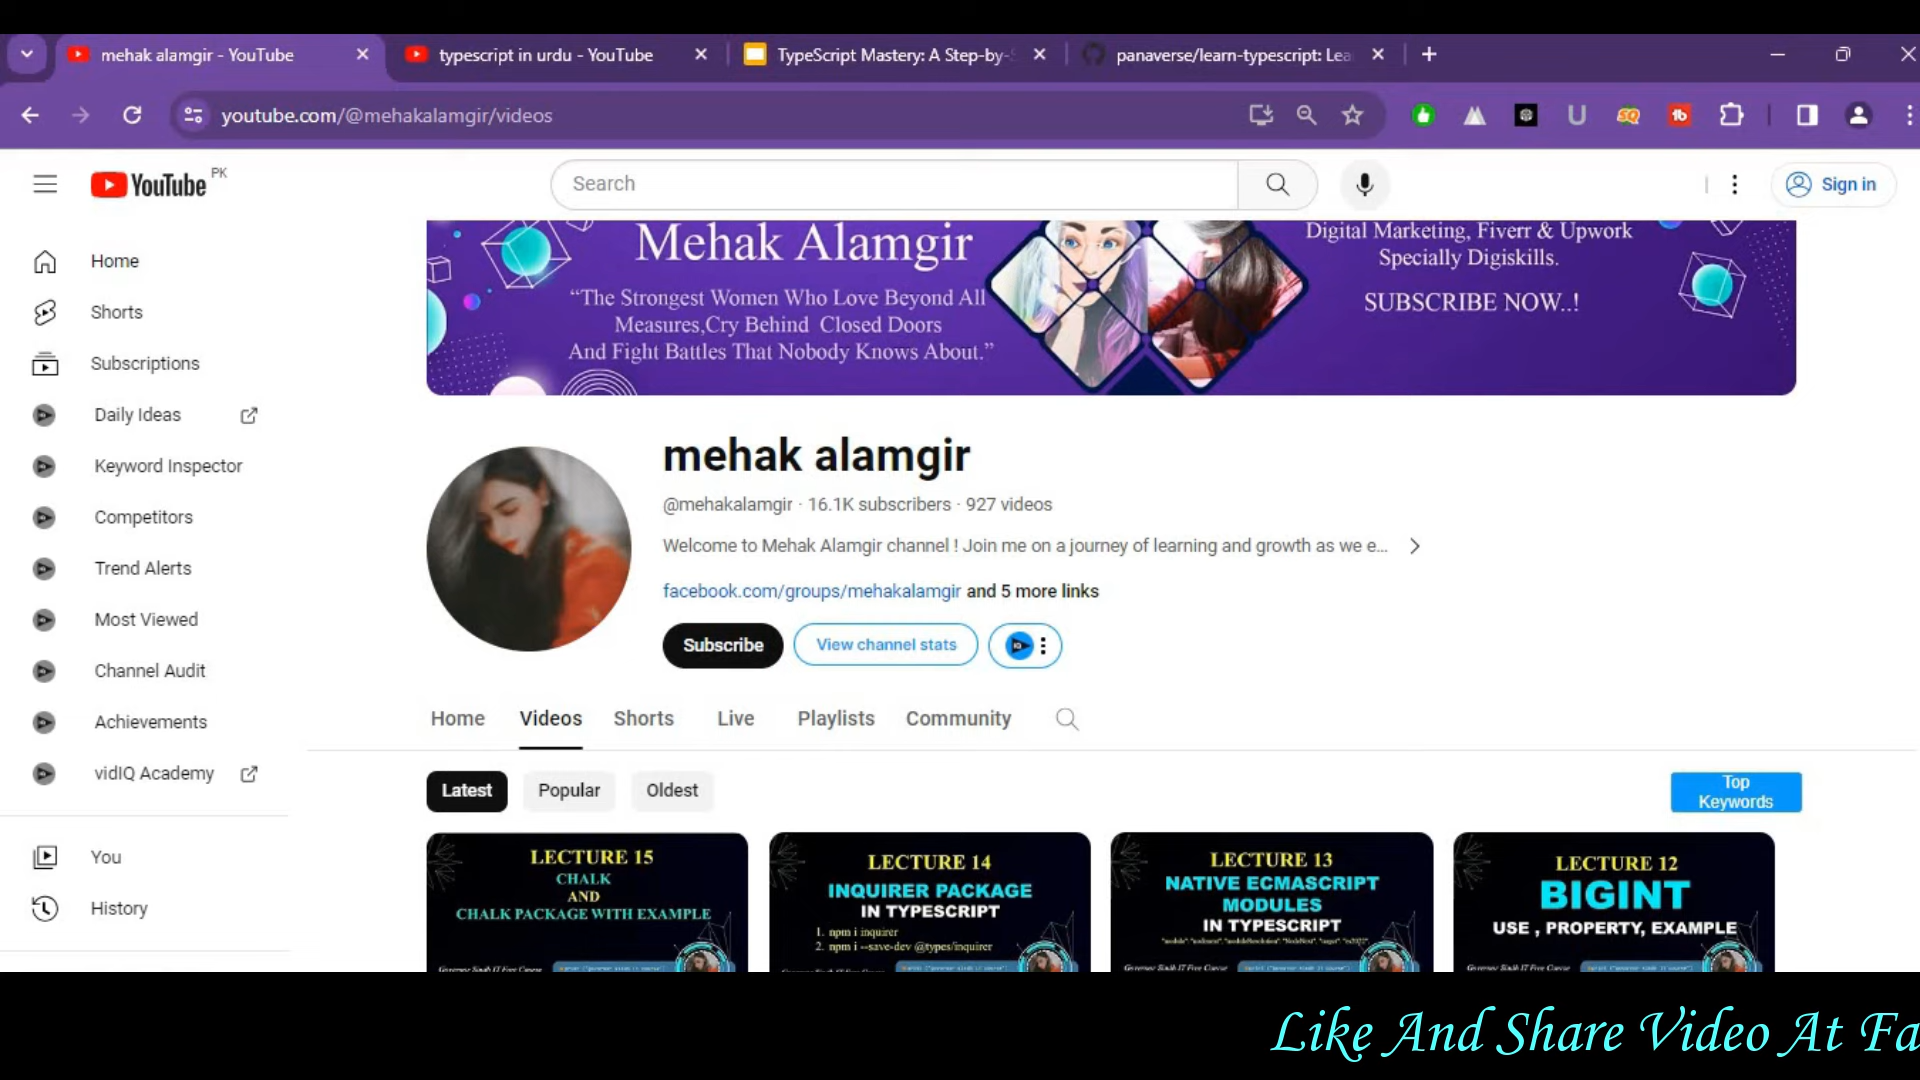 mehak alamgir - YouTube
typescript in urdu - YouTube
TypeScript Mastery: A Step-by-
panaverse/learn-typescript: Lea
youtube.com/@mehakalamgir/videos
YouTube PK
Search
Sign in
Home
Shorts
Subscriptions
Daily Ideas
Keyword Inspector
Competitors
Trend Alerts
Most Viewed
Channel Audit
Achievements
vidIQ Academy
You
History
Mehak Alamgir
“The Strongest Women Who Love Beyond All
Measures,Cry Behind Closed Doors
And Fight Battles That Nobody Knows About.”
Digital Marketing, Fiverr & Upwork
Specially Digiskills.
SUBSCRIBE NOW..!
mehak alamgir
@mehakalamgir · 16.1K subscribers · 927 videos
Welcome to Mehak Alamgir channel ! Join me on a journey of learning and growth as we e...
facebook.com/groups/mehakalamgir and 5 more links
Subscribe
View channel stats
Home
Videos
Shorts
Live
Playlists
Community
Latest
Popular
Oldest
Top
Keywords
LECTURE 15
CHALK
AND
CHALK PACKAGE WITH EXAMPLE
LECTURE 14
INQUIRER PACKAGE
IN TYPESCRIPT
1. npm i inquirer
2. npm i --save-dev @types/inquirer
LECTURE 13
NATIVE ECMASCRIPT
MODULES
IN TYPESCRIPT
LECTURE 12
BIGINT
USE , PROPERTY, EXAMPLE
Like And Share Video At Fa